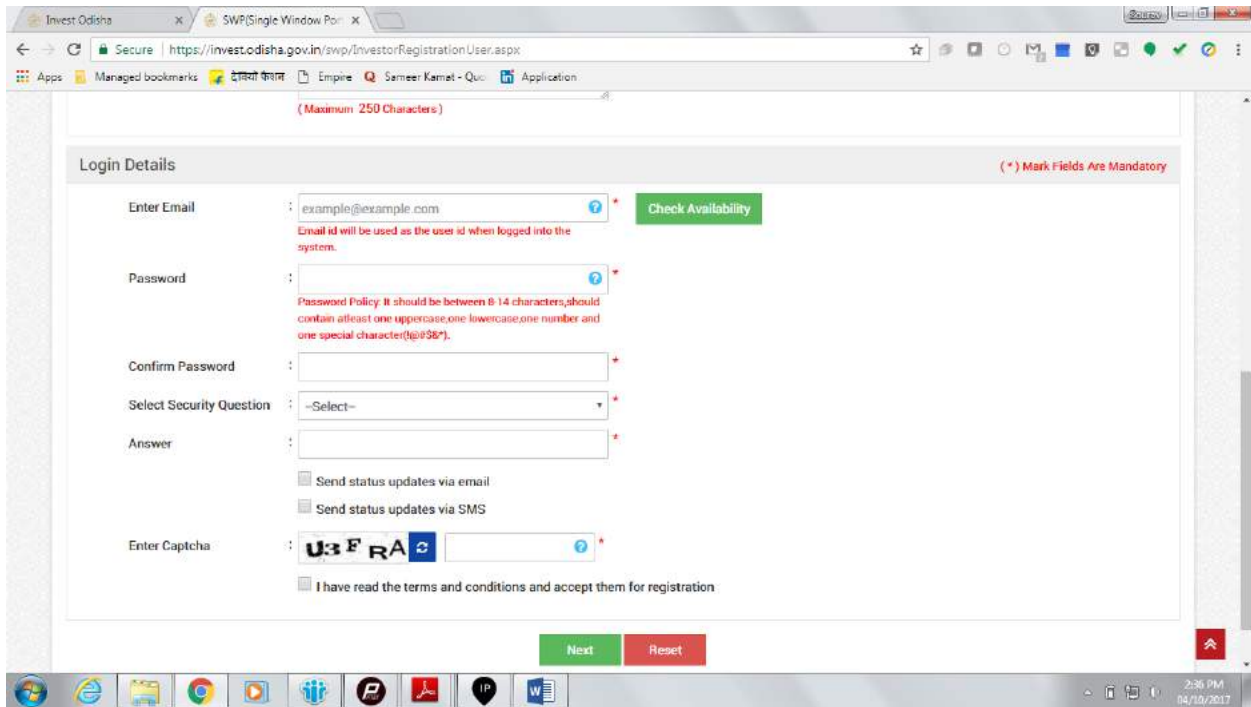 Invest Odisha
SWP(Single Window Por
Secure https://invest.odisha.gov.in/swp/InvestorRegistrationUser.aspx
Apps Managed bookmarks Empire Sameer Kamat - Quo Application
( Maximum 250 Characters )
Login Details
( * ) Mark Fields Are Mandatory
Enter Email : example@example.com * Check Availability
Email id will be used as the user id when logged into the
system.
Password : *
Password Policy: It should be between 8-14 characters,should
contain atleast one uppercase,one lowercase,one number and
one special character(!@#$&*).
Confirm Password : *
Select Security Question : --Select-- *
Answer : *
Send status updates via email
Send status updates via SMS
Enter Captcha : U3FRA *
I have read the terms and conditions and accept them for registration
Next Reset
IP
2:36 PM
04/10/2017